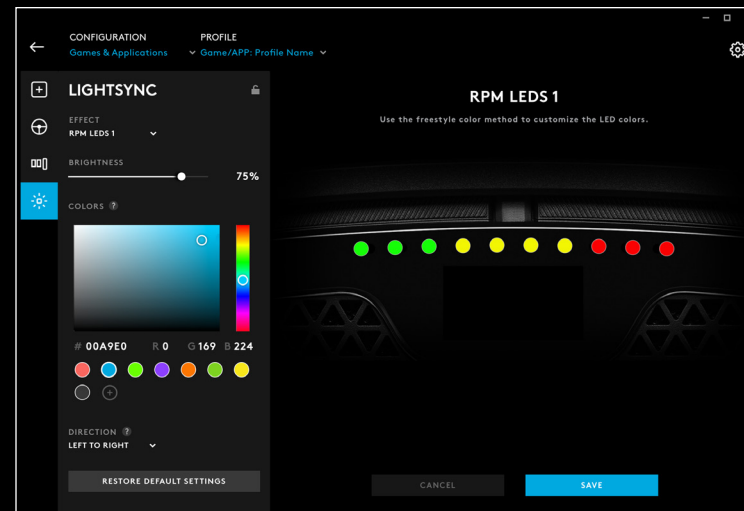 CONFIGURATION
PROFILE
Games & Applications
Game/APP: Profile Name
LIGHTSYNC
EFFECT
RPM LEDS 1
BRIGHTNESS
75%
COLORS ?
# 00A9E0 R 0 G 169 B 224
DIRECTION ?
LEFT TO RIGHT
RESTORE DEFAULT SETTINGS
RPM LEDS 1
Use the freestyle color method to customize the LED colors.
CANCEL
SAVE